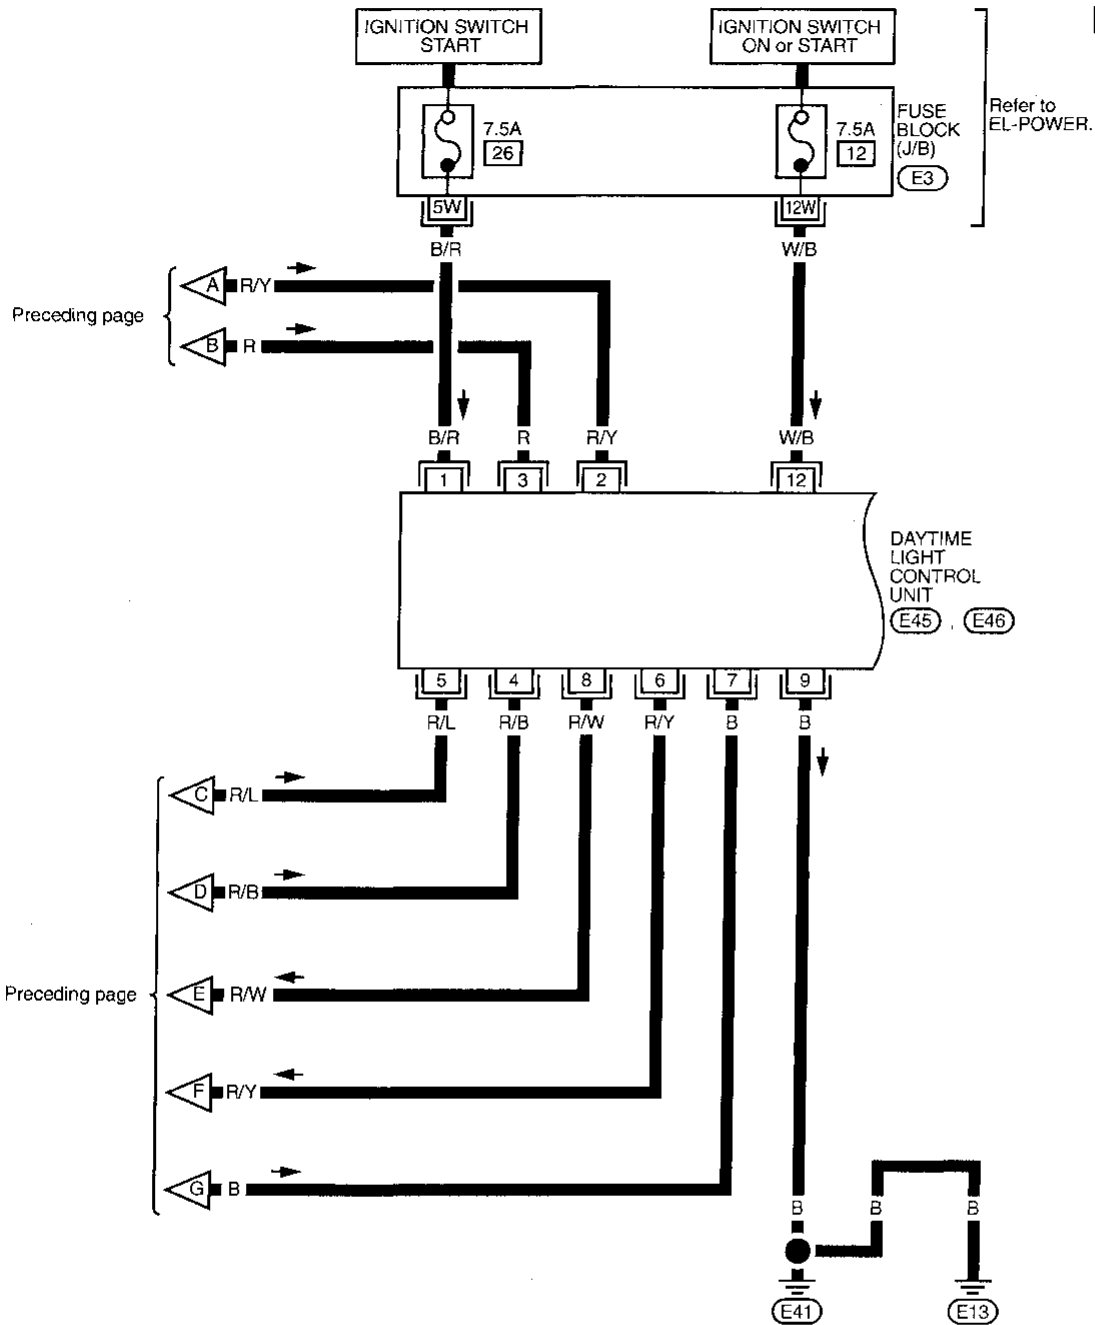 IGNITION SWITCH
START
IGNITION SWITCH
ON or START
7.5A
26
7.5A
12
FUSE
BLOCK
(J/B)
E3
Refer to
EL-POWER.
5W
12W
B/R
W/B
Preceding page
A R/Y
B R
B/R R R/Y W/B
1 3 2 12
DAYTIME
LIGHT
CONTROL
UNIT
E45 , E46
5 4 8 6 7 9
R/L R/B R/W R/Y B B
Preceding page
C R/L
D R/B
E R/W
F R/Y
G B
B B B
E41 E13